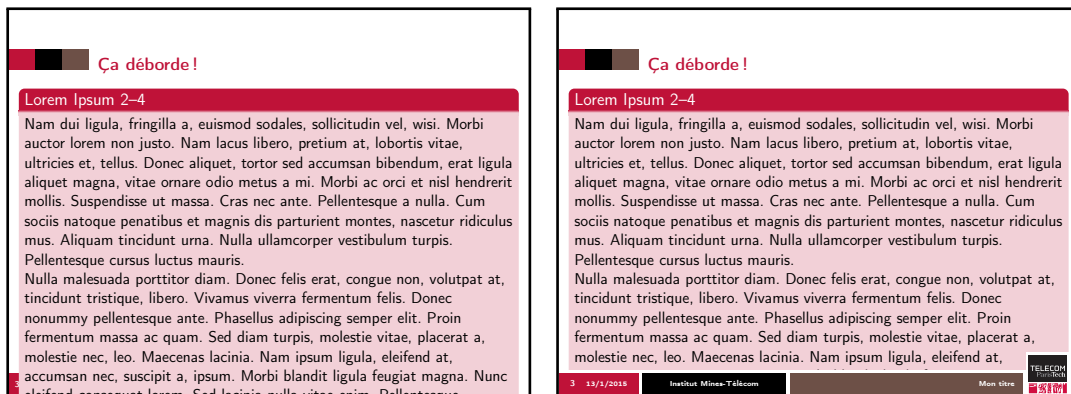 Ça déborde !
Lorem Ipsum 2–4
Nam dui ligula, fringilla a, euismod sodales, sollicitudin vel, wisi. Morbi
auctor lorem non justo. Nam lacus libero, pretium at, lobortis vitae,
ultricies et, tellus. Donec aliquet, tortor sed accumsan bibendum, erat ligula
aliquet magna, vitae ornare odio metus a mi. Morbi ac orci et nisl hendrerit
mollis. Suspendisse ut massa. Cras nec ante. Pellentesque a nulla. Cum
sociis natoque penatibus et magnis dis parturient montes, nascetur ridiculus
mus. Aliquam tincidunt urna. Nulla ullamcorper vestibulum turpis.
Pellentesque cursus luctus mauris.
Nulla malesuada porttitor diam. Donec felis erat, congue non, volutpat at,
tincidunt tristique, libero. Vivamus viverra fermentum felis. Donec
nonummy pellentesque ante. Phasellus adipiscing semper elit. Proin
fermentum massa ac quam. Sed diam turpis, molestie vitae, placerat a,
molestie nec, leo. Maecenas lacinia. Nam ipsum ligula, eleifend at,
accumsan nec, suscipit a, ipsum. Morbi blandit ligula feugiat magna. Nunc
eleifend consequat lorem. Sed lacinia nulla vitae enim. Pellentesque
Ça déborde !
Lorem Ipsum 2–4
Nam dui ligula, fringilla a, euismod sodales, sollicitudin vel, wisi. Morbi
auctor lorem non justo. Nam lacus libero, pretium at, lobortis vitae,
ultricies et, tellus. Donec aliquet, tortor sed accumsan bibendum, erat ligula
aliquet magna, vitae ornare odio metus a mi. Morbi ac orci et nisl hendrerit
mollis. Suspendisse ut massa. Cras nec ante. Pellentesque a nulla. Cum
sociis natoque penatibus et magnis dis parturient montes, nascetur ridiculus
mus. Aliquam tincidunt urna. Nulla ullamcorper vestibulum turpis.
Pellentesque cursus luctus mauris.
Nulla malesuada porttitor diam. Donec felis erat, congue non, volutpat at,
tincidunt tristique, libero. Vivamus viverra fermentum felis. Donec
nonummy pellentesque ante. Phasellus adipiscing semper elit. Proin
fermentum massa ac quam. Sed diam turpis, molestie vitae, placerat a,
molestie nec, leo. Maecenas lacinia. Nam ipsum ligula, eleifend at,
3 13/1/2015 Institut Mines-Télécom Mon titre
TELECOM
ParisTech